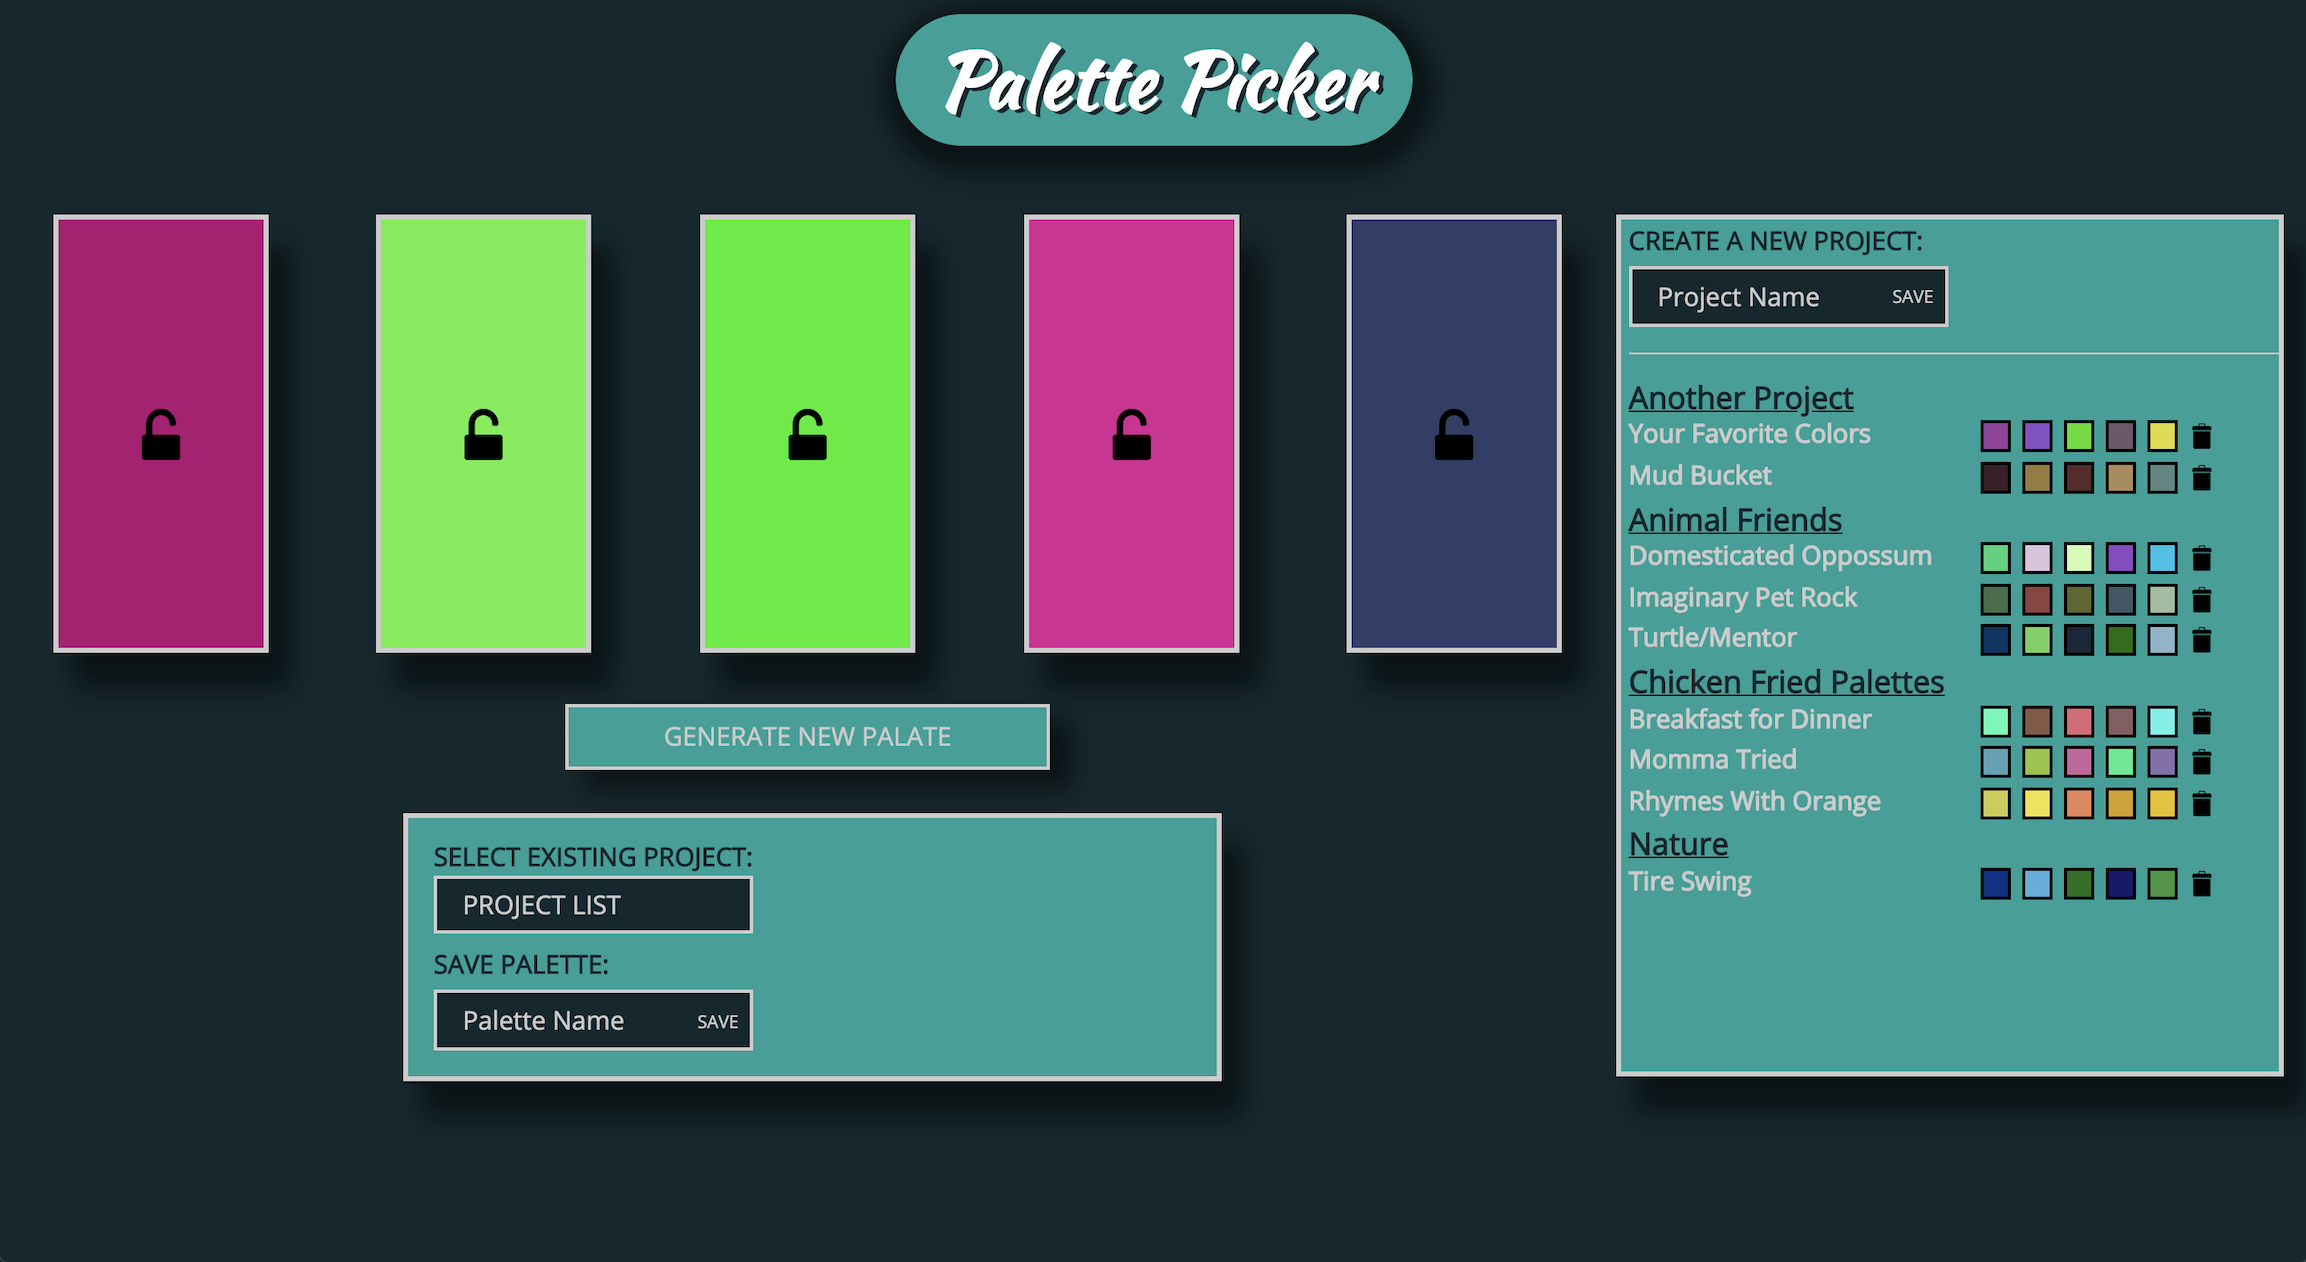 Palette Picker
GENERATE NEW PALATE
SELECT EXISTING PROJECT:
PROJECT LIST
SAVE PALETTE:
Palette Name SAVE
CREATE A NEW PROJECT:
Project Name SAVE
Another Project
Your Favorite Colors
Mud Bucket
Animal Friends
Domesticated Oppossum
Imaginary Pet Rock
Turtle/Mentor
Chicken Fried Palettes
Breakfast for Dinner
Momma Tried
Rhymes With Orange
Nature
Tire Swing